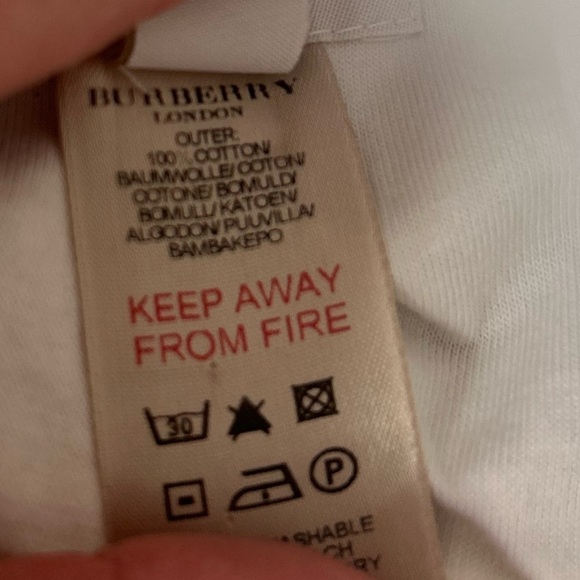 BURBERRY
LONDON
OUTER:
100% COTTON/
BAUMWOLLE/ COTON/
COTONE/ BOMULD/
BOMULL/ KATOEN/
ALGODON/ PUUVILLA/
BAMBAKEPO
KEEP AWAY
FROM FIRE
30
P